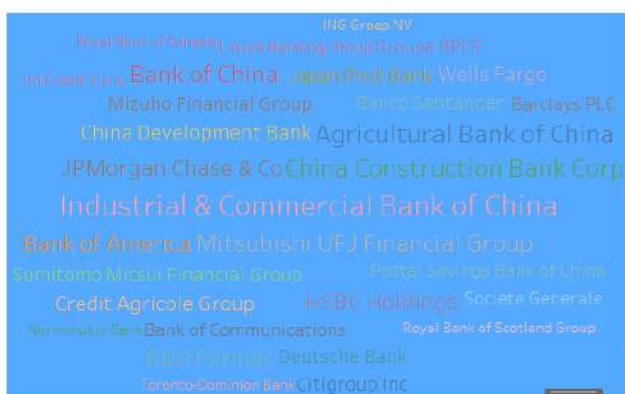 ING Groep NV
Royal Bank of Canada Lloyds Banking Group Groupe BPCE
UniCredit S.p.A. Bank of China Japan Post Bank Wells Fargo
Mizuho Financial Group Banco Santander Barclays PLC
China Development Bank Agricultural Bank of China
JPMorgan Chase & Co China Construction Bank Corp
Industrial & Commercial Bank of China
Bank of America Mitsubishi UFJ Financial Group
Sumitomo Mitsui Financial Group Postal Savings Bank of China
Credit Agricole Group HSBC Holdings Societe Generale
Norinchukin Bank Bank of Communications Royal Bank of Scotland Group
BNP Paribas Deutsche Bank
Toronto-Dominion Bank Citigroup Inc